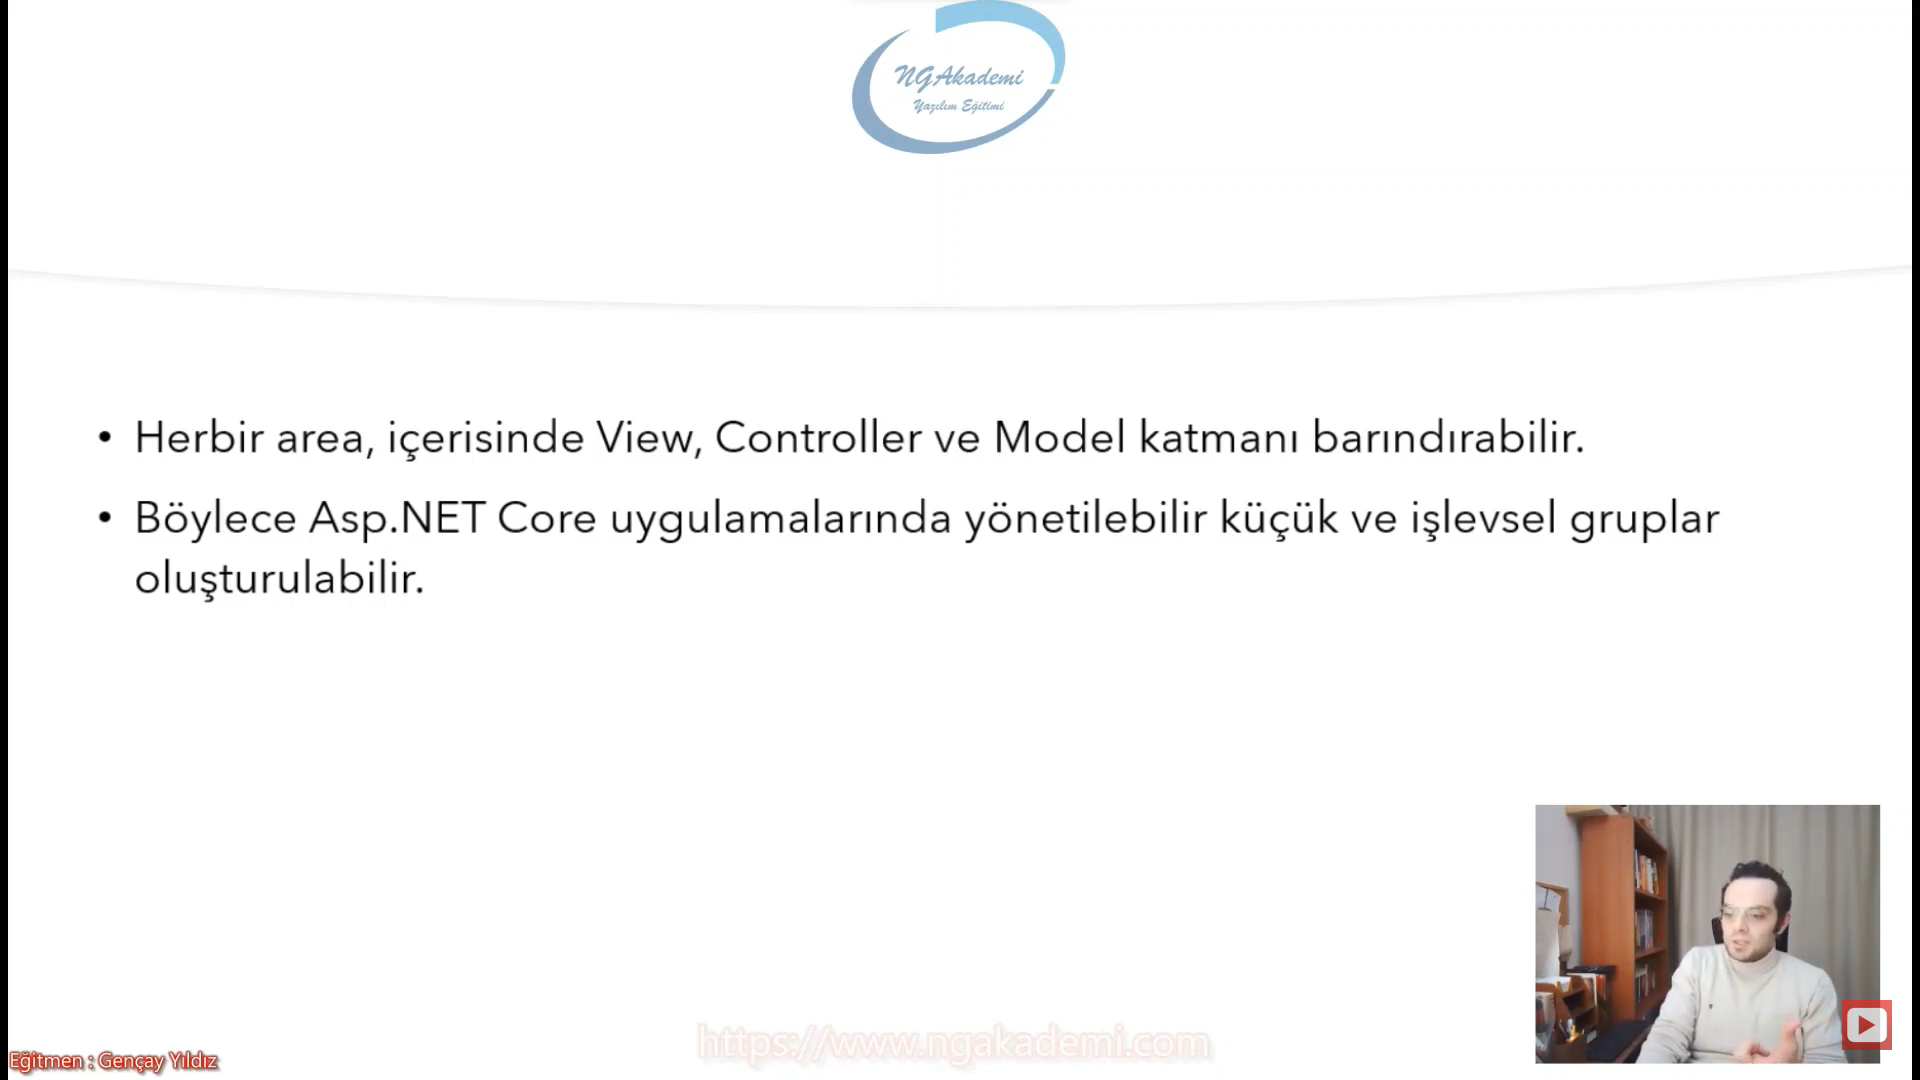 NGAkademi
Yazılım Eğitimi
• Herbir area, içerisinde View, Controller ve Model katmanı barındırabilir.
• Böylece Asp.NET Core uygulamalarında yönetilebilir küçük ve işlevsel gruplar
oluşturulabilir.
https://www.ngakademi.com
Eğitmen : Gençay Yıldız